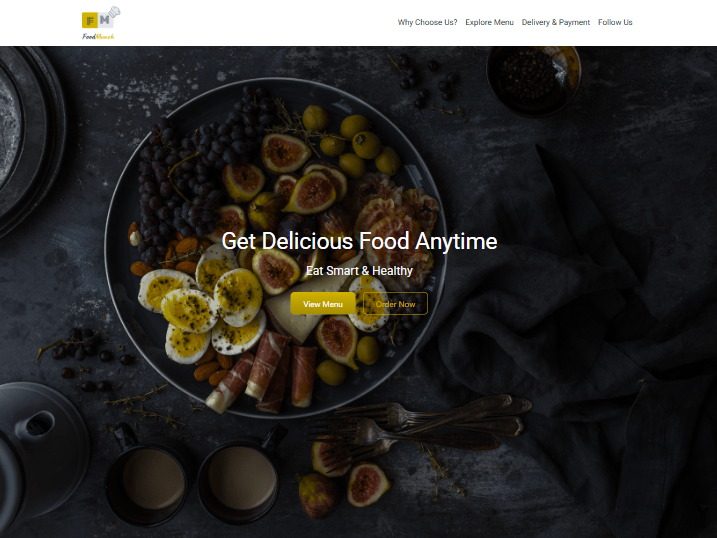 FM
FoodMunch
Why Choose Us? Explore Menu Delivery & Payment Follow Us
Get Delicious Food Anytime
Eat Smart & Healthy
View Menu Order Now